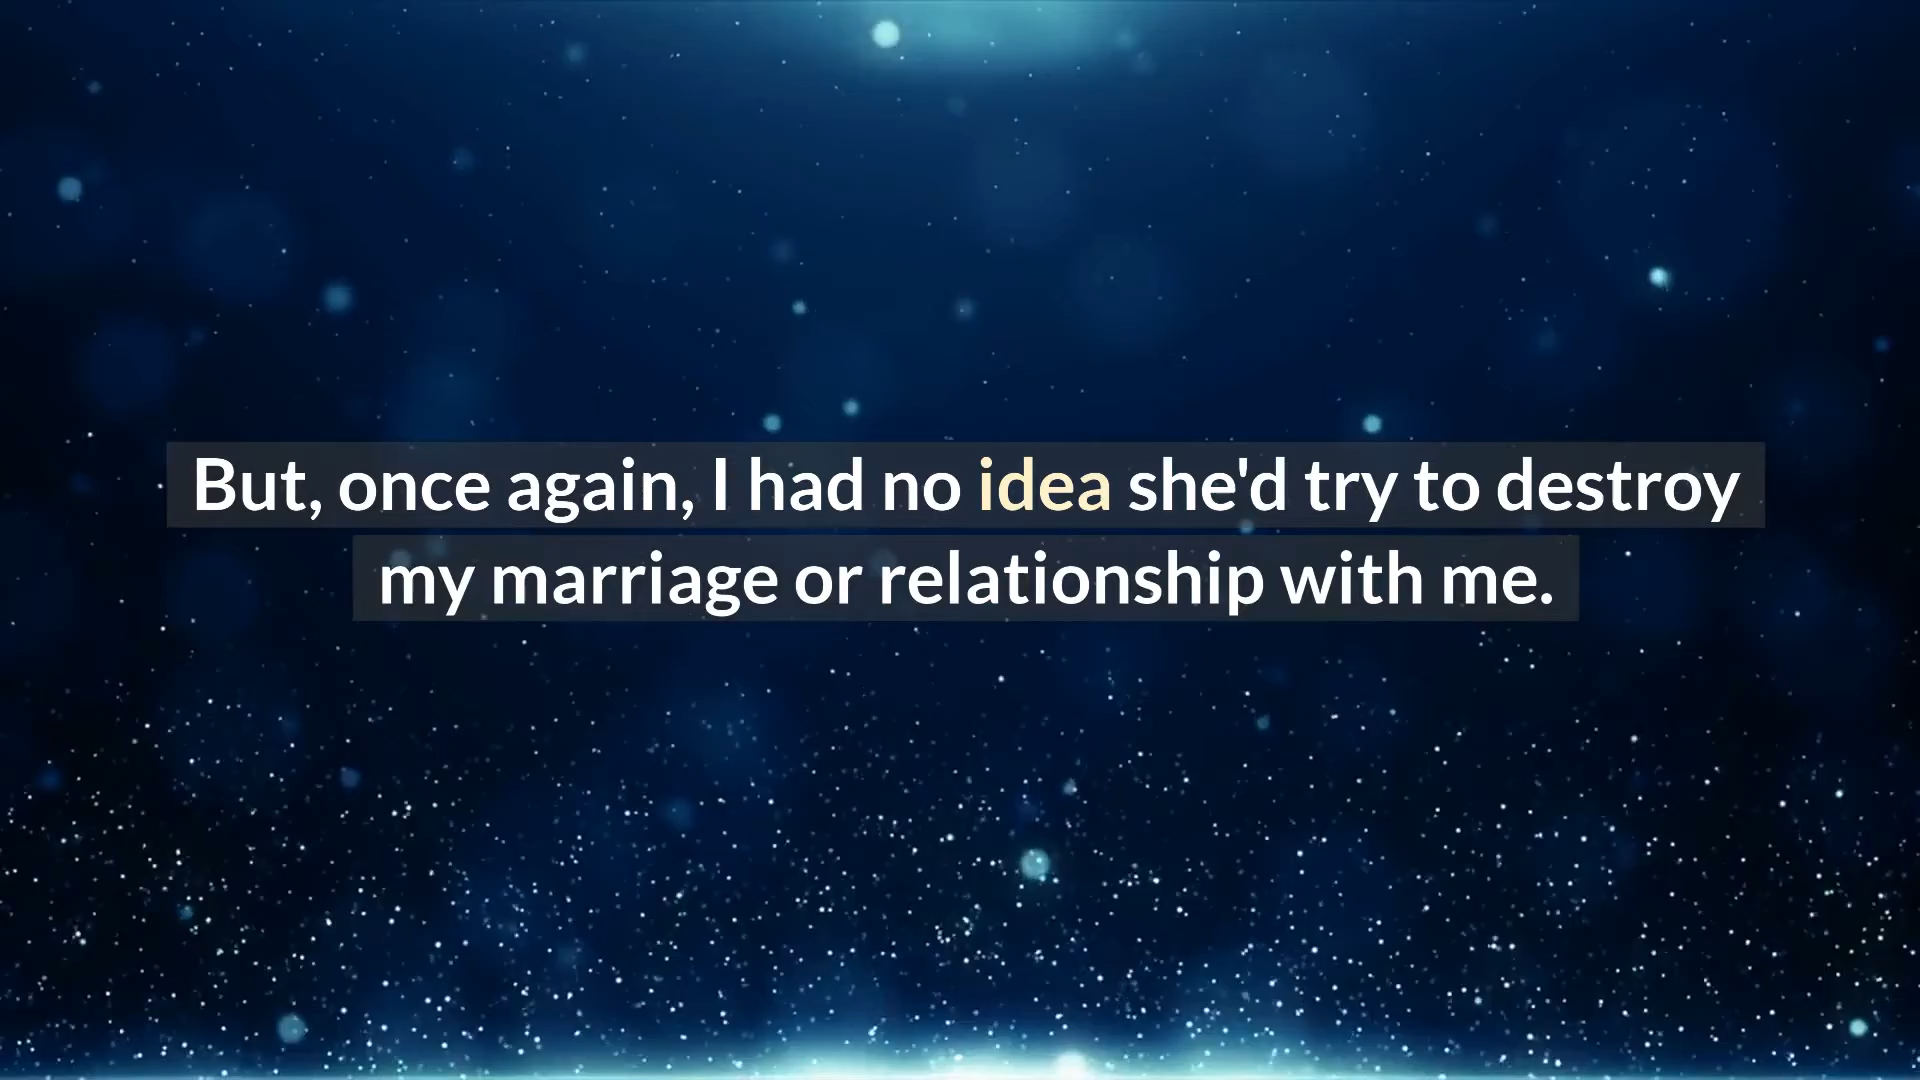 But, once again, I had no idea she'd try to destroy
my marriage or relationship with me.